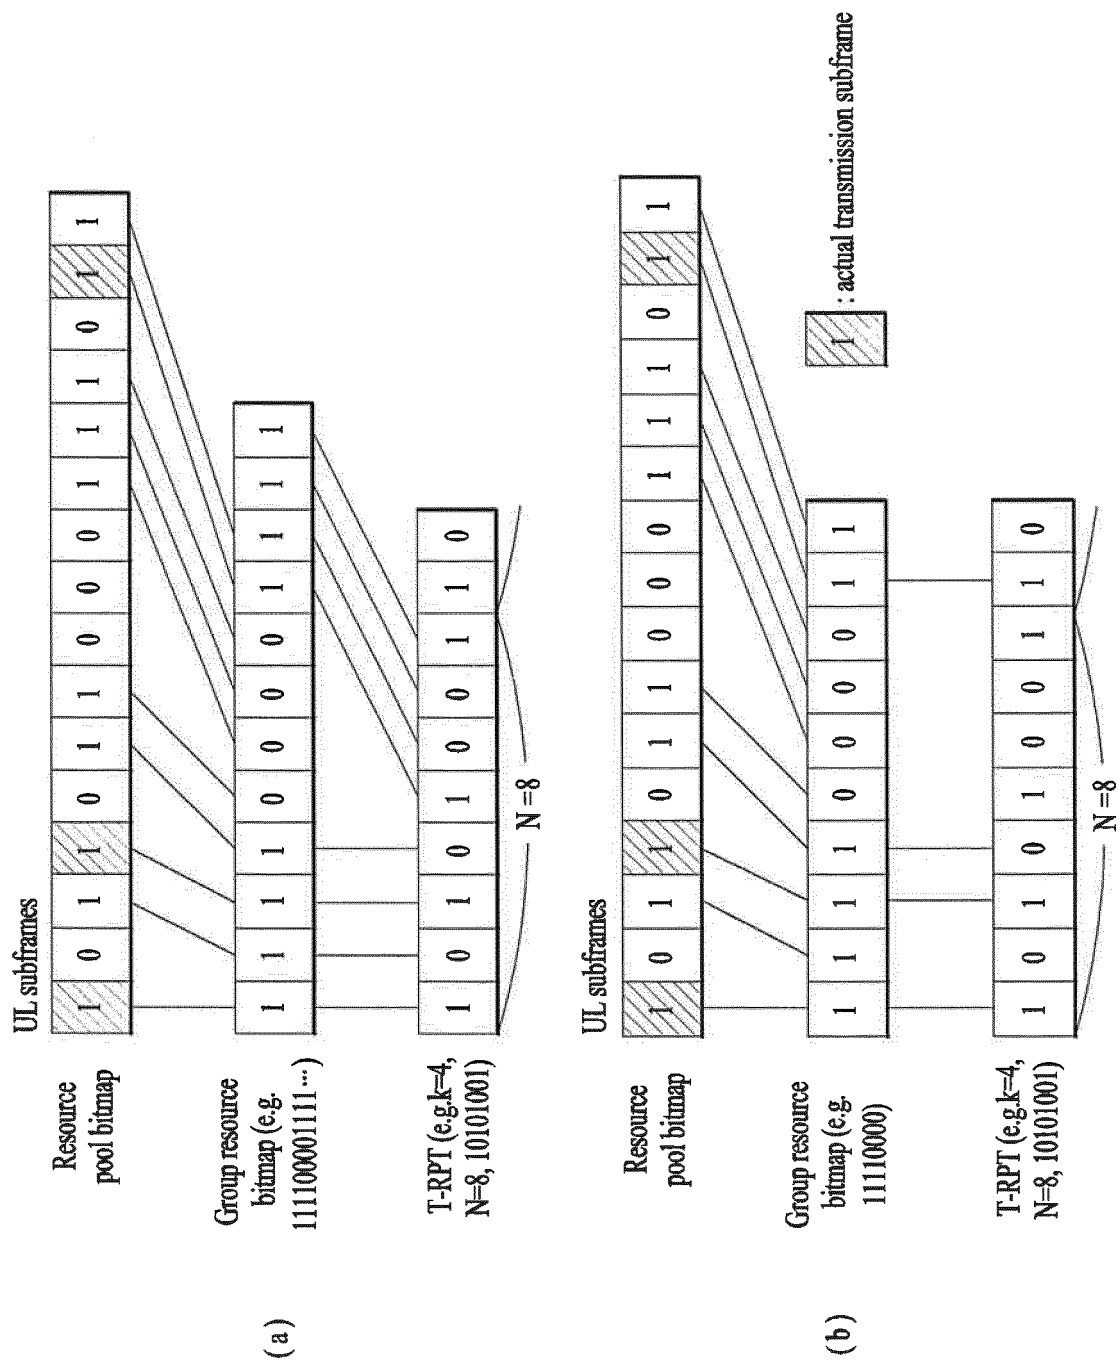 UL subframes
Resource
pool bitmap
1 0 1 1 0 1 1 0 0 0 1 1 1 0 1 1
Group resource
bitmap (e.g.
111100001111 ···)
1 1 1 1 0 0 0 0 1 1 1 1
T-RPT (e.g.k=4,
N=8, 10101001)
1 0 1 0 1 0 0 1 1 0
N =8
( a )
UL subframes
Resource
pool bitmap
1 0 1 1 0 1 1 0 0 0 1 1 1 0 1 1
Group resource
bitmap (e.g.
11110000)
1 1 1 1 0 0 0 0 1 1
1 : actual transmission subframe
T-RPT (e.g.k=4,
N=8, 10101001)
1 0 1 0 1 0 0 1 1 0
N =8
( b )